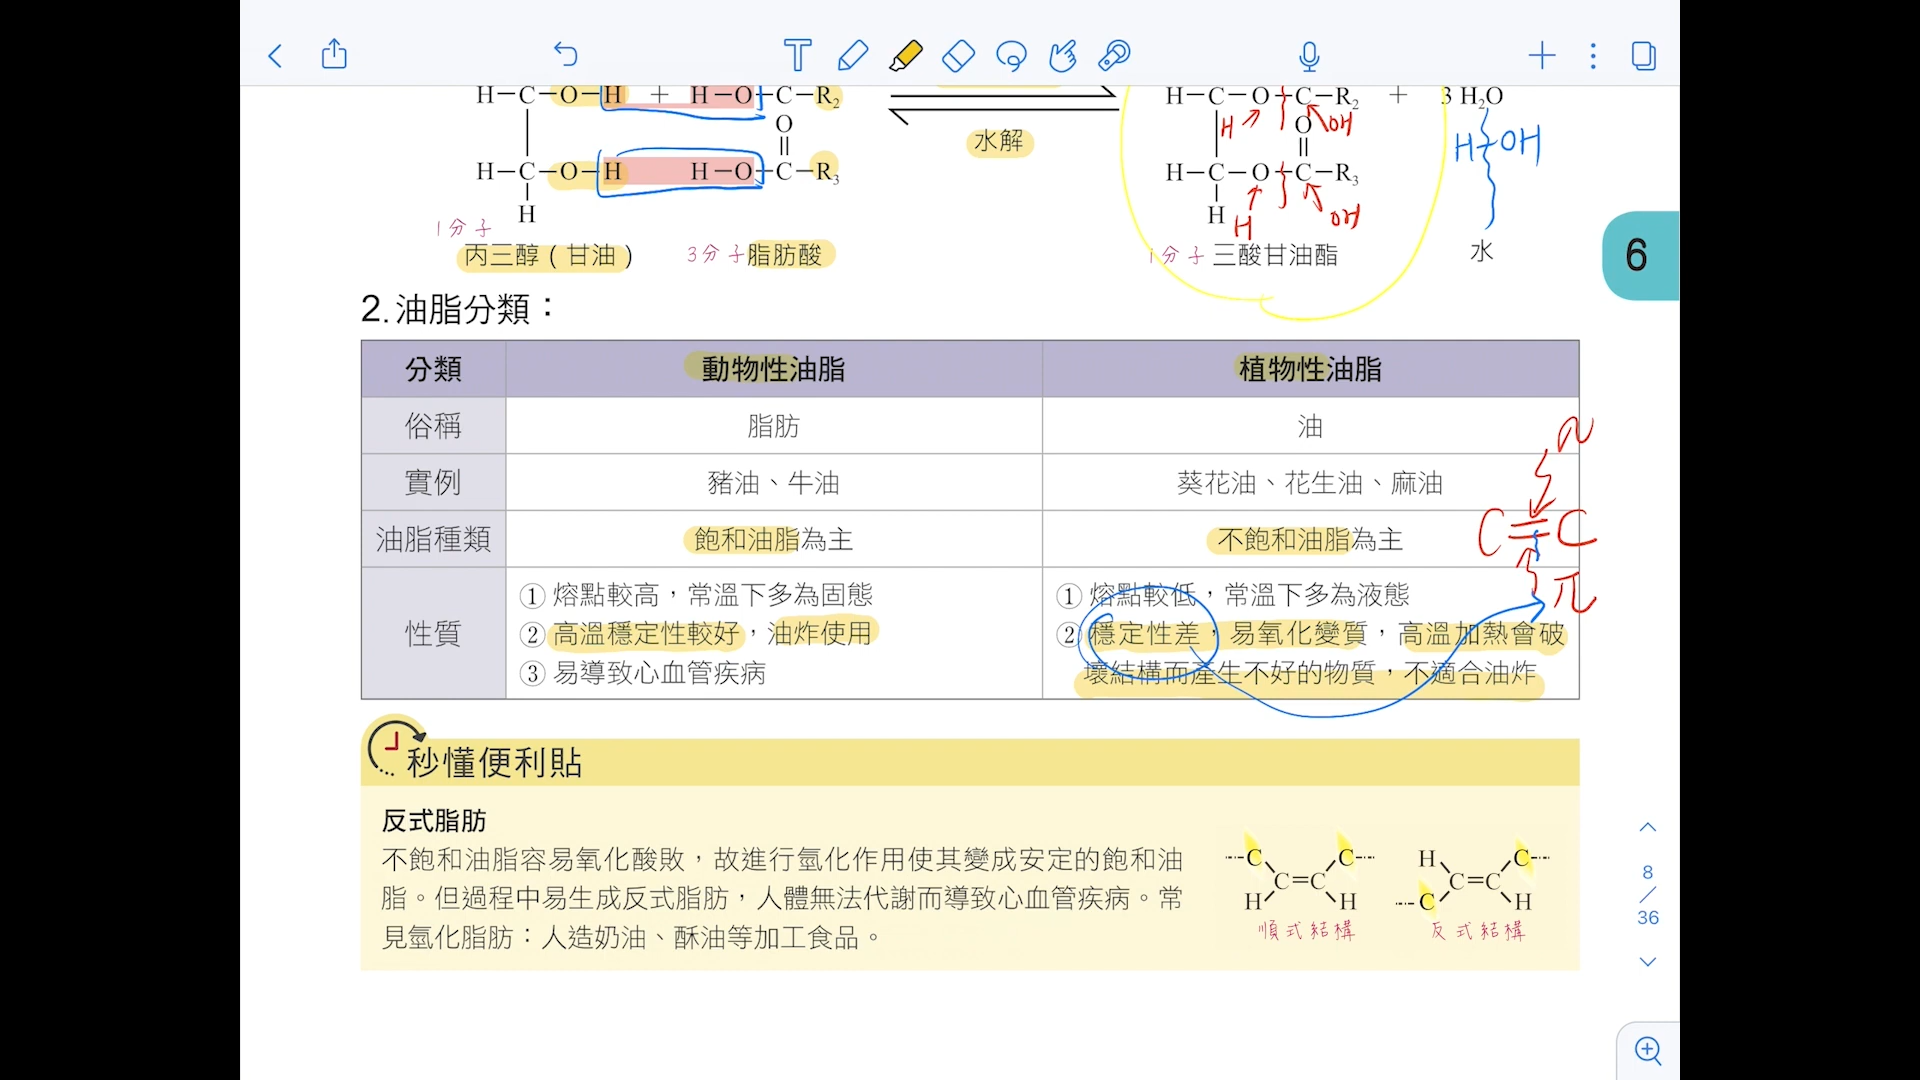 H－C－O－H + H－O－C－R₂ H－C－O－C－R₂ + 3 H₂O
H OH
O O
水解
H－OH
H－C－O－H H－O－C－R₃ H－C－O－C－R₃
H H
H OH
1分子 丙三醇(甘油) 3分子 脂肪酸 1分子 三酸甘油酯 水
6
2. 油脂分類：
分類 動物性油脂 植物性油脂
俗稱 脂肪 油
實例 豬油、牛油 葵花油、花生油、麻油
油脂種類 飽和油脂為主 不飽和油脂為主
C=C
π
性質
① 熔點較高，常溫下多為固態
② 高溫穩定性較好，油炸使用
③ 易導致心血管疾病
① 熔點較低，常溫下多為液態
② 穩定性差，易氧化變質，高溫加熱會破
壞結構而產生不好的物質，不適合油炸
秒懂便利貼
反式脂肪
不飽和油脂容易氧化酸敗，故進行氫化作用使其變成安定的飽和油
脂。但過程中易生成反式脂肪，人體無法代謝而導致心血管疾病。常
見氫化脂肪：人造奶油、酥油等加工食品。
C C H C
C=C C=C
H H C H
順式結構 反式結構
8
36